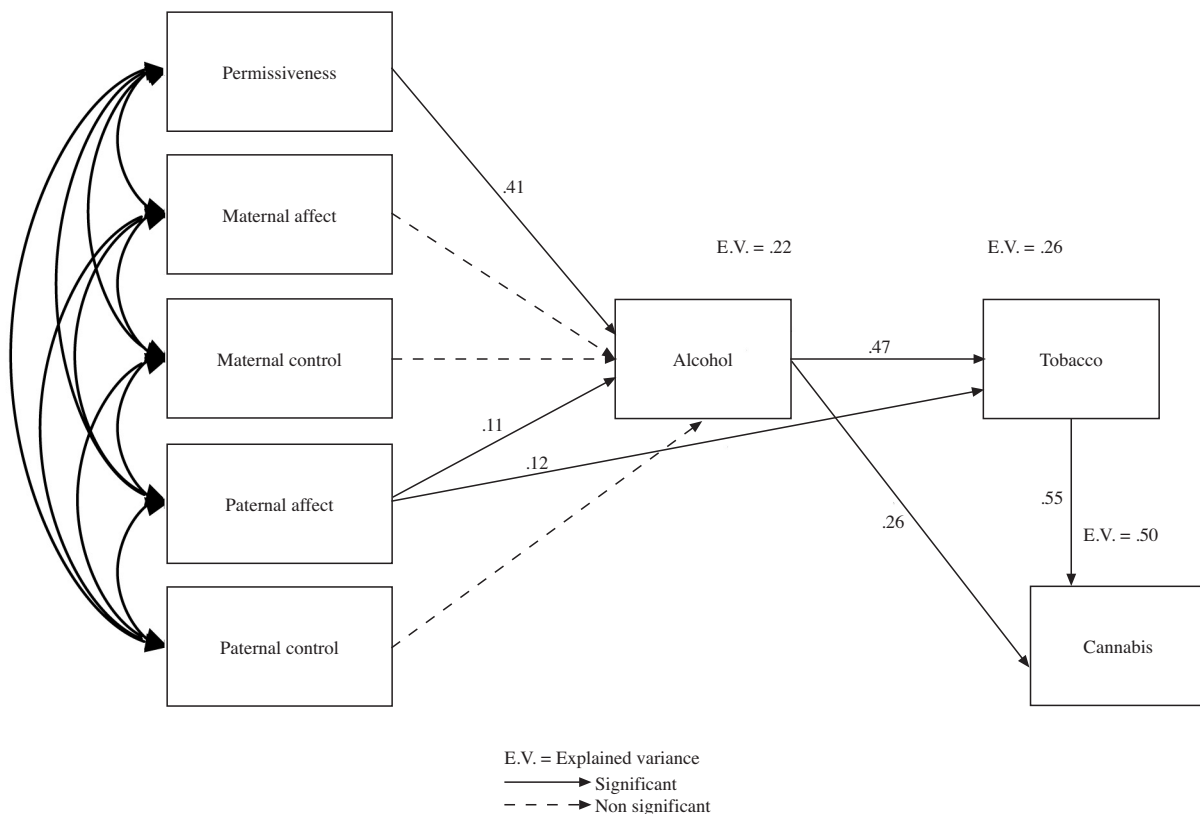 Permissiveness
.41
Maternal affect
E.V. = .22
E.V. = .26
Maternal control
Alcohol
.47
Tobacco
.11
.12
Paternal affect
.26
.55
E.V. = .50
Paternal control
Cannabis
E.V. = Explained variance
Significant
Non significant